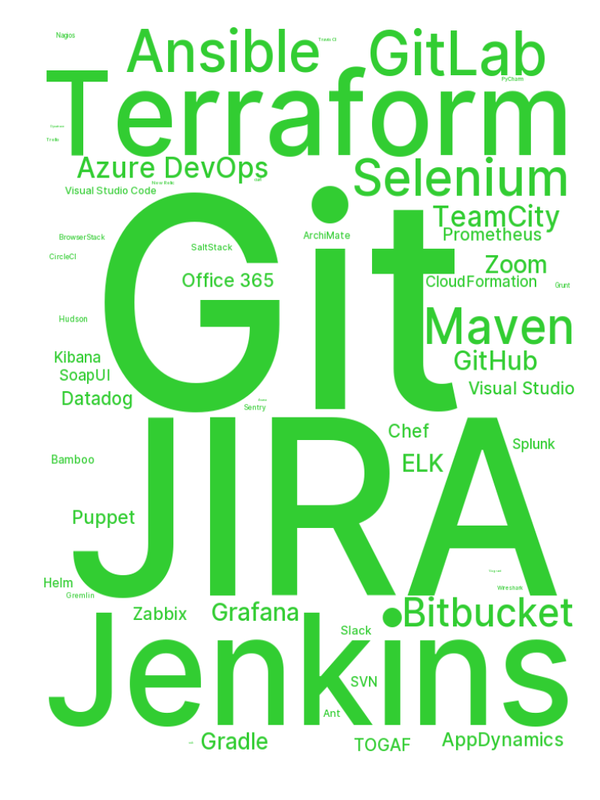 Nagios
Ansible
Travis CI
GitLab
PyCharm
Terraform
Trello
Azure DevOps
Selenium
Visual Studio Code
TeamCity
Prometheus
BrowserStack
SaltStack
ArchiMate
Git
CircleCI
Zoom
Office 365
CloudFormation
Grunt
Hudson
Maven
Kibana
GitHub
SoapUI
Datadog
Visual Studio
Sentry
Chef
JIRA
Splunk
Bamboo
ELK
Puppet
Helm
Wireshark
Gremlin
Zabbix
Grafana
Bitbucket
Slack
Jenkins
SVN
Ant
Gradle
TOGAF
AppDynamics